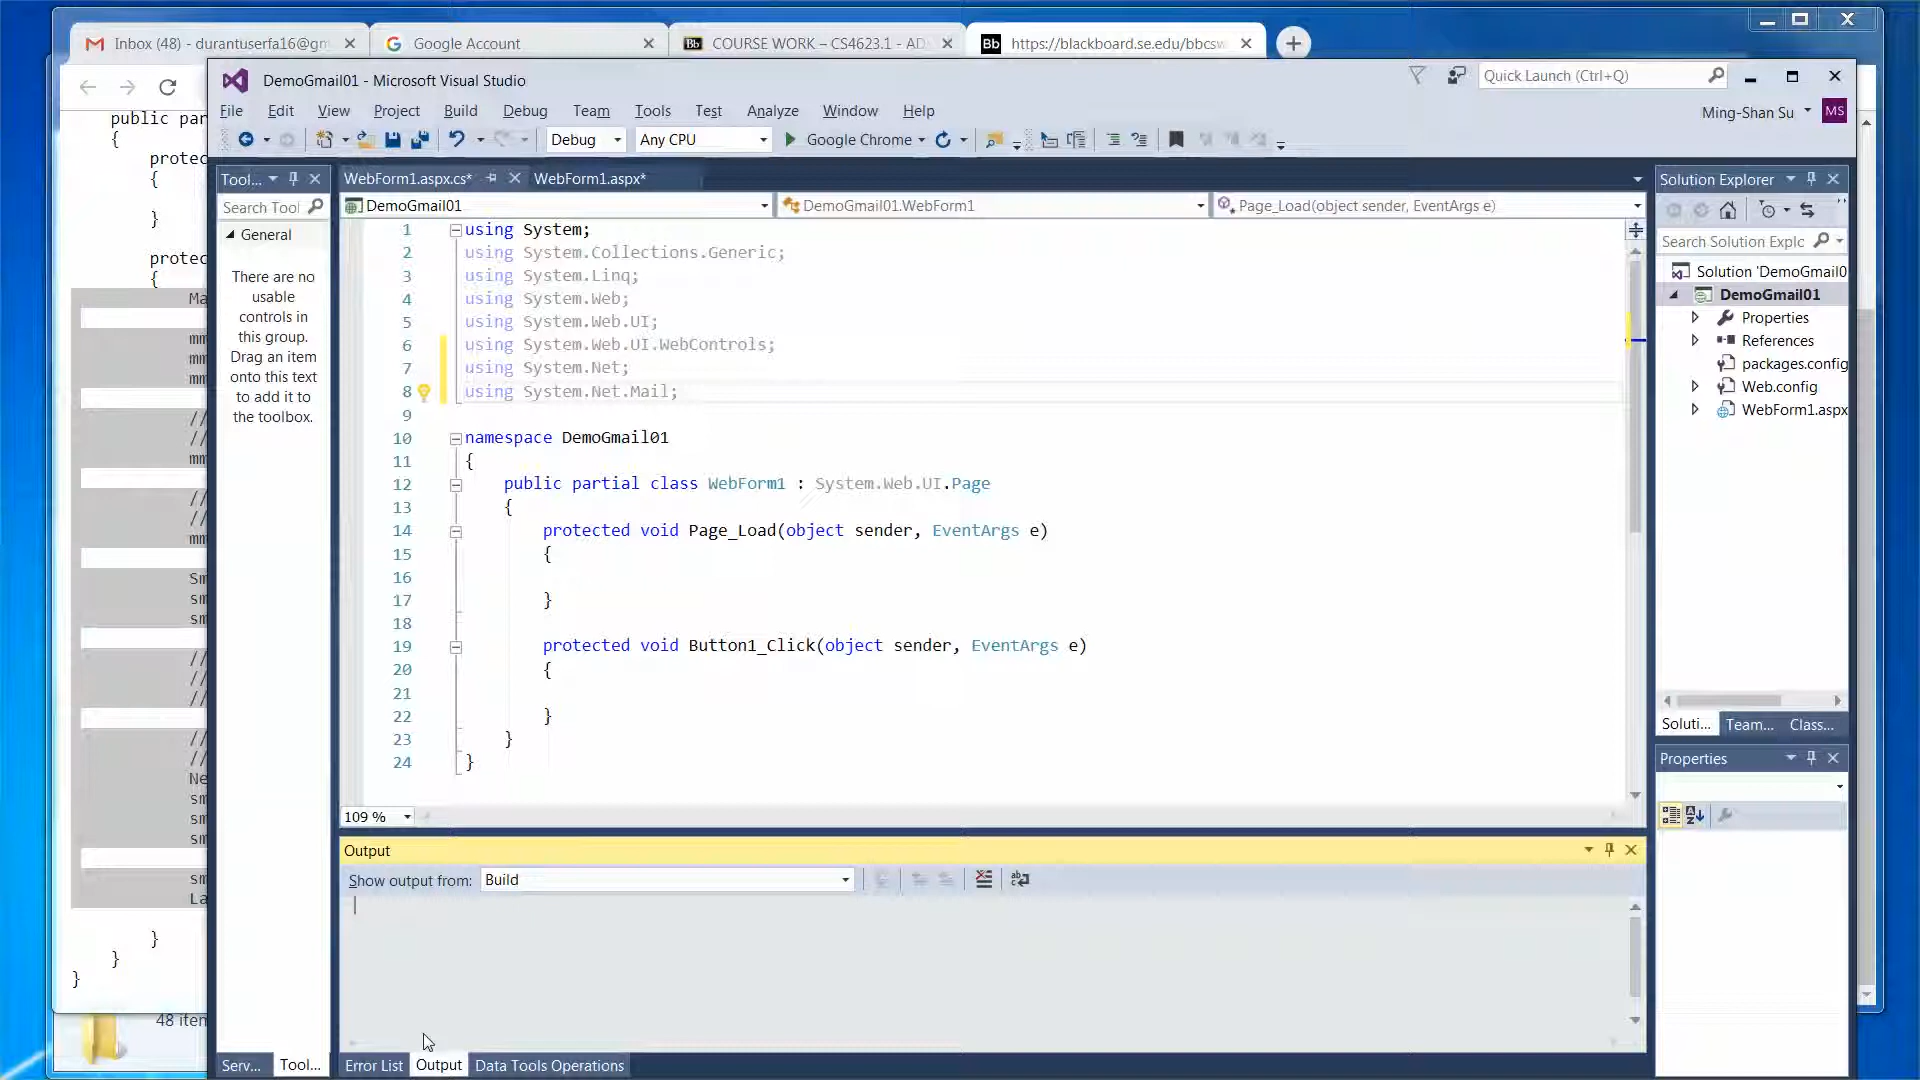 Inbox (48) - durantuserfa16@gm
Google Account
Bb COURSE WORK – CS4623.1 - AD
Bb https://blackboard.se.edu/bbcsw
DemoGmail01 - Microsoft Visual Studio
Quick Launch (Ctrl+Q)
File Edit View Project Build Debug Team Tools Test Analyze Window Help
Ming-Shan Su MS
Debug Any CPU Google Chrome
Tool...
Search Tool
General
There are no
usable
controls in
this group.
Drag an item
onto this text
to add it to
the toolbox.
WebForm1.aspx.cs* WebForm1.aspx*
DemoGmail01 DemoGmail01.WebForm1 Page_Load(object sender, EventArgs e)
1 using System;
2 using System.Collections.Generic;
3 using System.Linq;
4 using System.Web;
5 using System.Web.UI;
6 using System.Web.UI.WebControls;
7 using System.Net;
8 using System.Net.Mail;
9
10 namespace DemoGmail01
11 {
12 public partial class WebForm1 : System.Web.UI.Page
13 {
14 protected void Page_Load(object sender, EventArgs e)
15 {
16
17 }
18
19 protected void Button1_Click(object sender, EventArgs e)
20 {
21
22 }
23 }
24 }
109 %
Output
Show output from: Build
Error List Output Data Tools Operations
Serv... Tool...
Solution Explorer
Search Solution Explo
Solution 'DemoGmail0
DemoGmail01
Properties
References
packages.config
Web.config
WebForm1.aspx
Soluti... Team... Class...
Properties
public par
{
protec
{
}
protec
{
Ma
mm
mm
mm
//
//
mm
//
//
mm
Sm
sm
sm
//
//
//
//
//
Ne
sm
sm
sm
sm
La
}
}
}
48 item